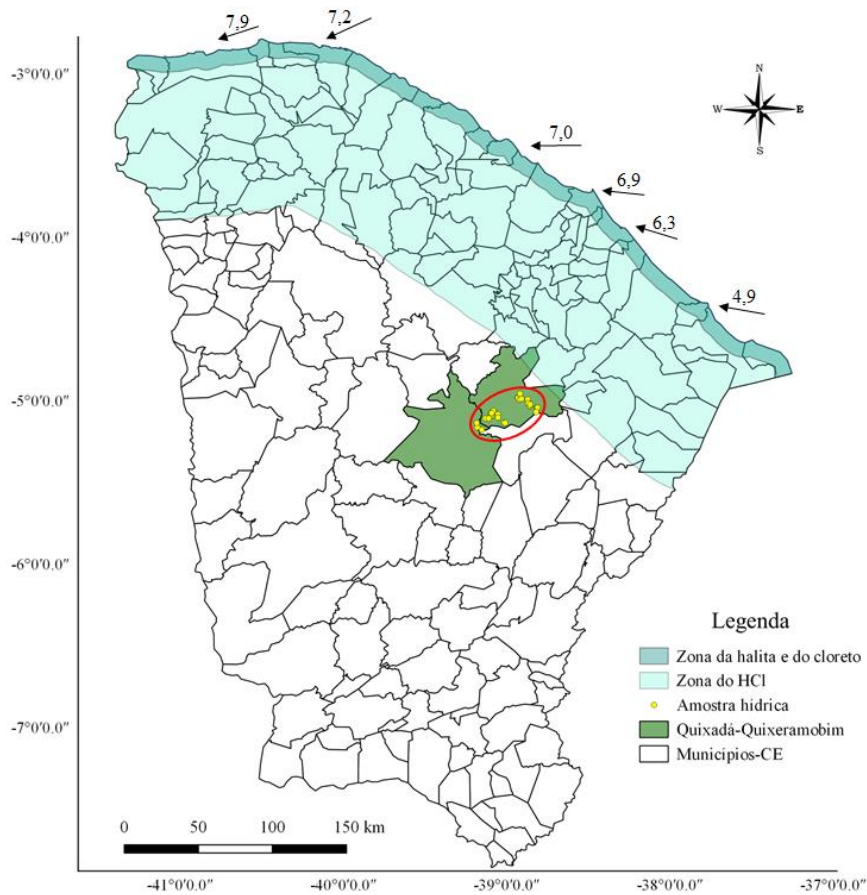 7,9
7,2
-3°0'0.0"
N
W
E
S
7,0
6,9
6,3
-4°0'0.0"
4,9
-5°0'0.0"
-6°0'0.0"
Legenda
Zona da halita e do cloreto
Zona do HCl
Amostra hídrica
-7°0'0.0"
Quixadá-Quixeramobim
Municípios-CE
0 50 100 150 km
-41°0'0.0" -40°0'0.0" -39°0'0.0" -38°0'0.0" -37°0'0.0"